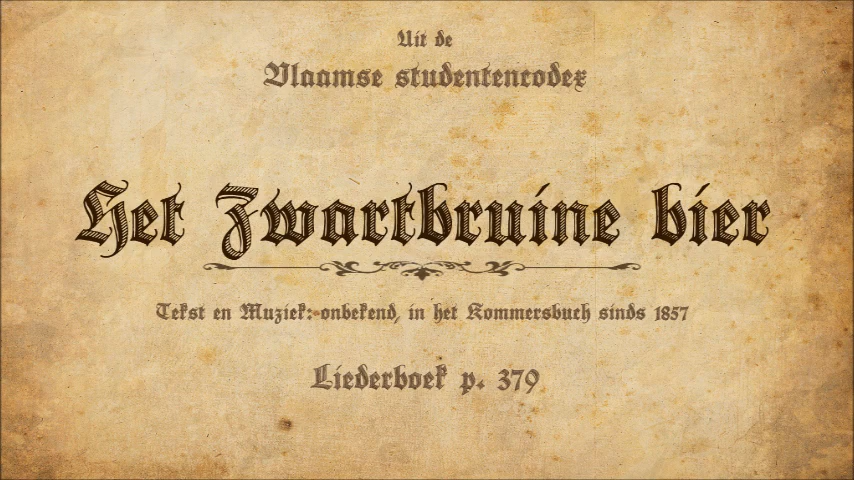 Uit de
Vlaamse studentencodex
Het Zwartbruine bier
Tekst en Muziek: onbekend, in het Kommersbuch sinds 1857
Liederboek p. 379